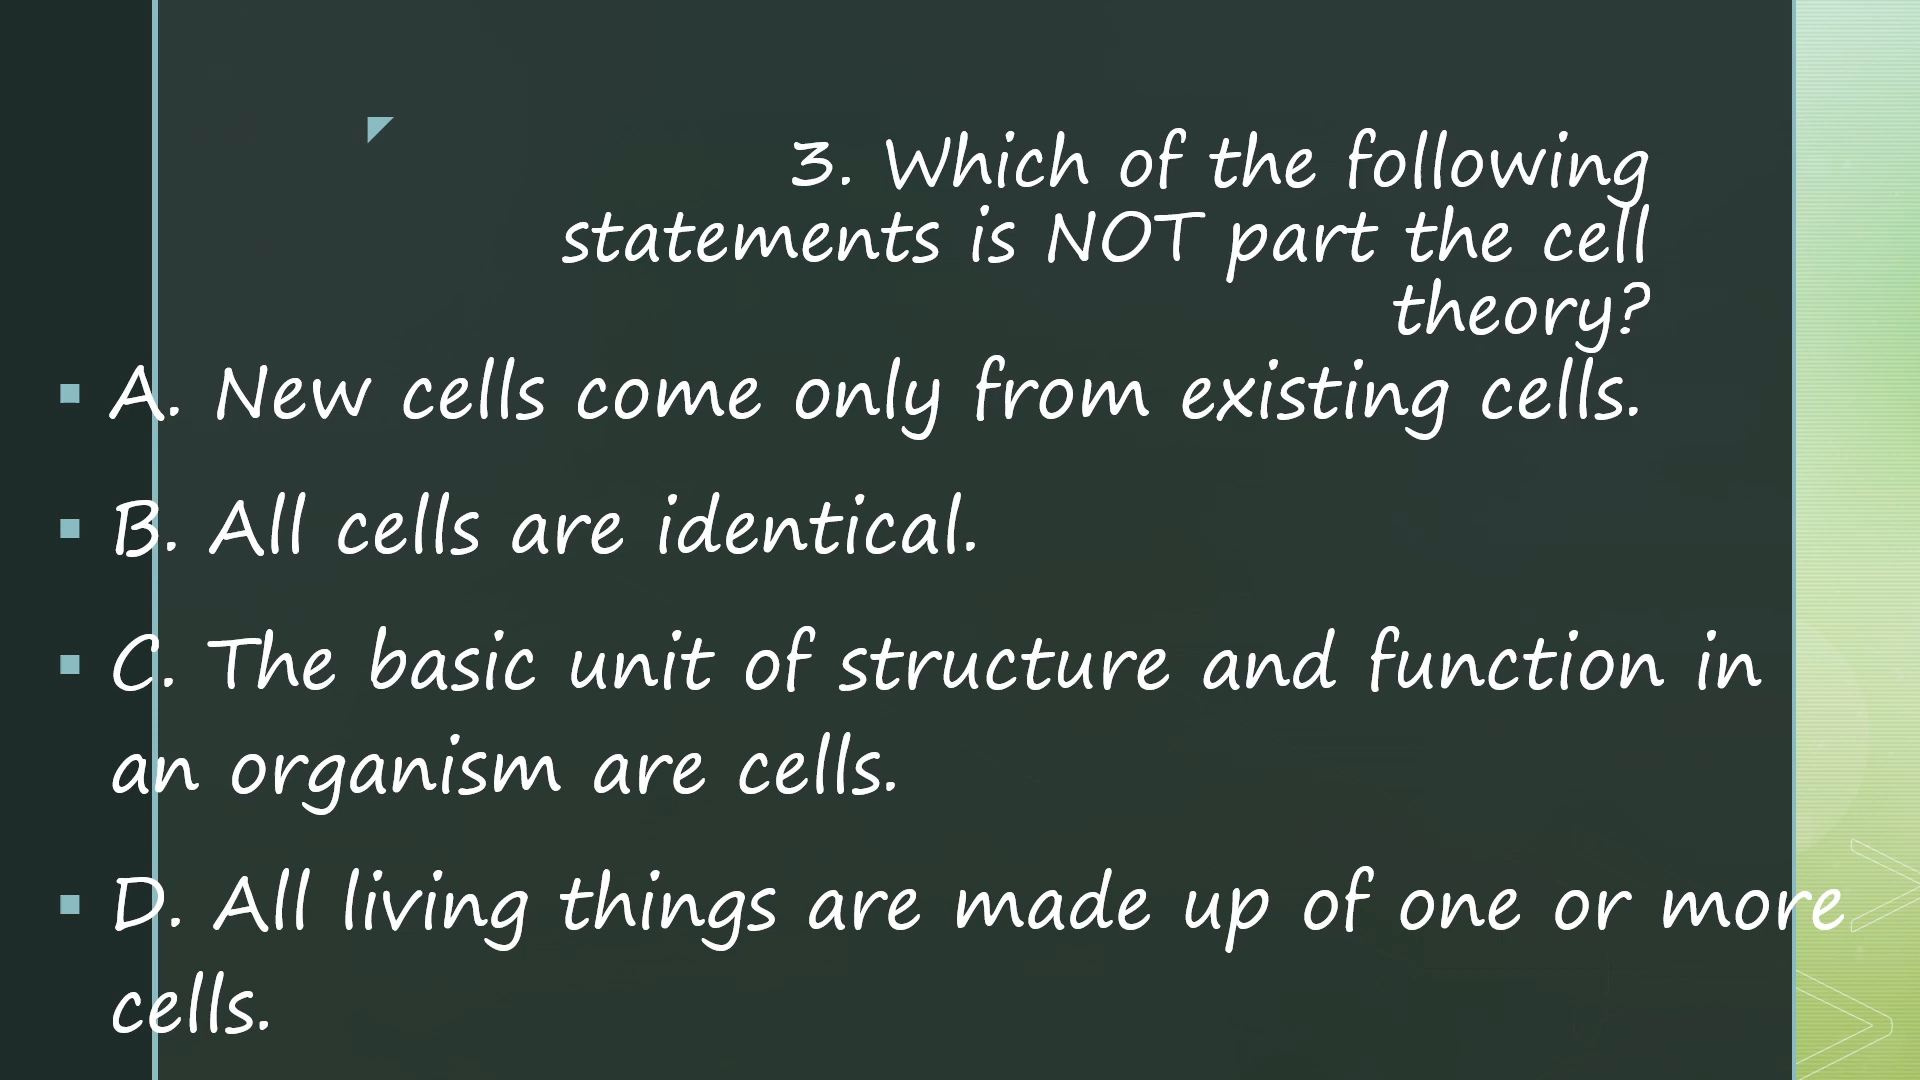 3. Which of the following
statements is NOT part the cell
theory?
▪ A. New cells come only from existing cells.
▪ B. All cells are identical.
▪ C. The basic unit of structure and function in
an organism are cells.
▪ D. All living things are made up of one or more
cells.